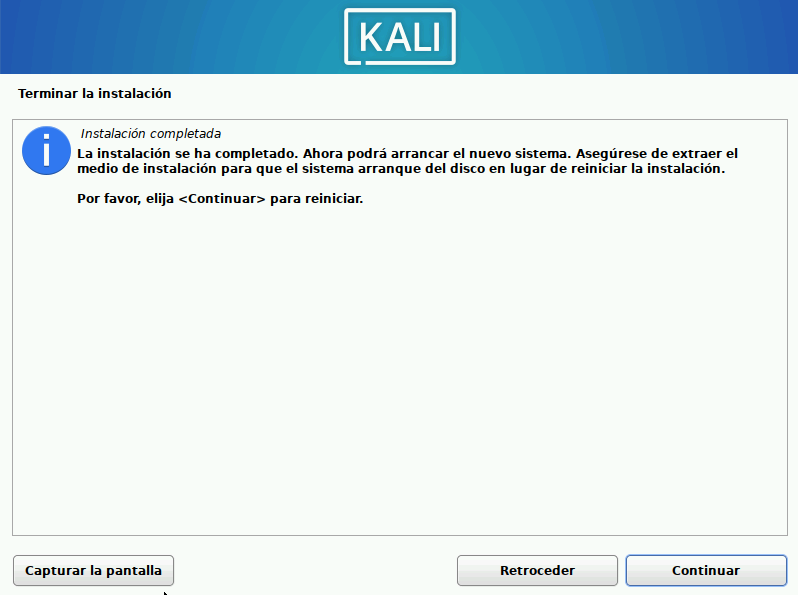 KALI
Terminar la instalación
Instalación completada
La instalación se ha completado. Ahora podrá arrancar el nuevo sistema. Asegúrese de extraer el
medio de instalación para que el sistema arranque del disco en lugar de reiniciar la instalación.
Por favor, elija <Continuar> para reiniciar.
Capturar la pantalla
Retroceder
Continuar